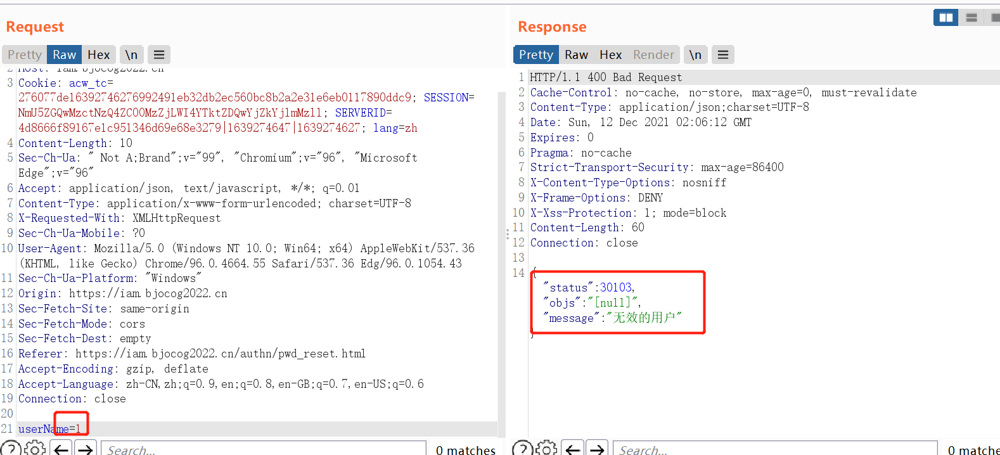 Request
Pretty Raw Hex \n
2 Host: iam.bjocog2022.cn
3 Cookie: acw_tc=
276077de16392746276992491eb32db2ec560bc8b2a2e31e6eb0117890ddc9; SESSION=
NmU5ZGQwMzctNzQ4ZC00MzZjLWI4YTktZDQwYjZkYjlmMzll; SERVERID=
4d8666f89167e1c951346d69e68e3279|1639274647|1639274627; lang=zh
4 Content-Length: 10
5 Sec-Ch-Ua: " Not A;Brand";v="99", "Chromium";v="96", "Microsoft
Edge";v="96"
6 Accept: application/json, text/javascript, */*; q=0.01
7 Content-Type: application/x-www-form-urlencoded; charset=UTF-8
8 X-Requested-With: XMLHttpRequest
9 Sec-Ch-Ua-Mobile: ?0
10 User-Agent: Mozilla/5.0 (Windows NT 10.0; Win64; x64) AppleWebKit/537.36
(KHTML, like Gecko) Chrome/96.0.4664.55 Safari/537.36 Edg/96.0.1054.43
11 Sec-Ch-Ua-Platform: "Windows"
12 Origin: https://iam.bjocog2022.cn
13 Sec-Fetch-Site: same-origin
14 Sec-Fetch-Mode: cors
15 Sec-Fetch-Dest: empty
16 Referer: https://iam.bjocog2022.cn/authn/pwd_reset.html
17 Accept-Encoding: gzip, deflate
18 Accept-Language: zh-CN,zh;q=0.9,en;q=0.8,en-GB;q=0.7,en-US;q=0.6
19 Connection: close
20
21 userName=1
? Search... 0 matches
Response
Pretty Raw Hex Render \n
1 HTTP/1.1 400 Bad Request
2 Cache-Control: no-cache, no-store, max-age=0, must-revalidate
3 Content-Type: application/json;charset=UTF-8
4 Date: Sun, 12 Dec 2021 02:06:12 GMT
5 Expires: 0
6 Pragma: no-cache
7 Strict-Transport-Security: max-age=86400
8 X-Content-Type-Options: nosniff
9 X-Frame-Options: DENY
10 X-Xss-Protection: 1; mode=block
11 Content-Length: 60
12 Connection: close
13
14 {
"status":30103,
"objs":"[null]",
"message":"无效的用户"
}
? Search... 0 matche